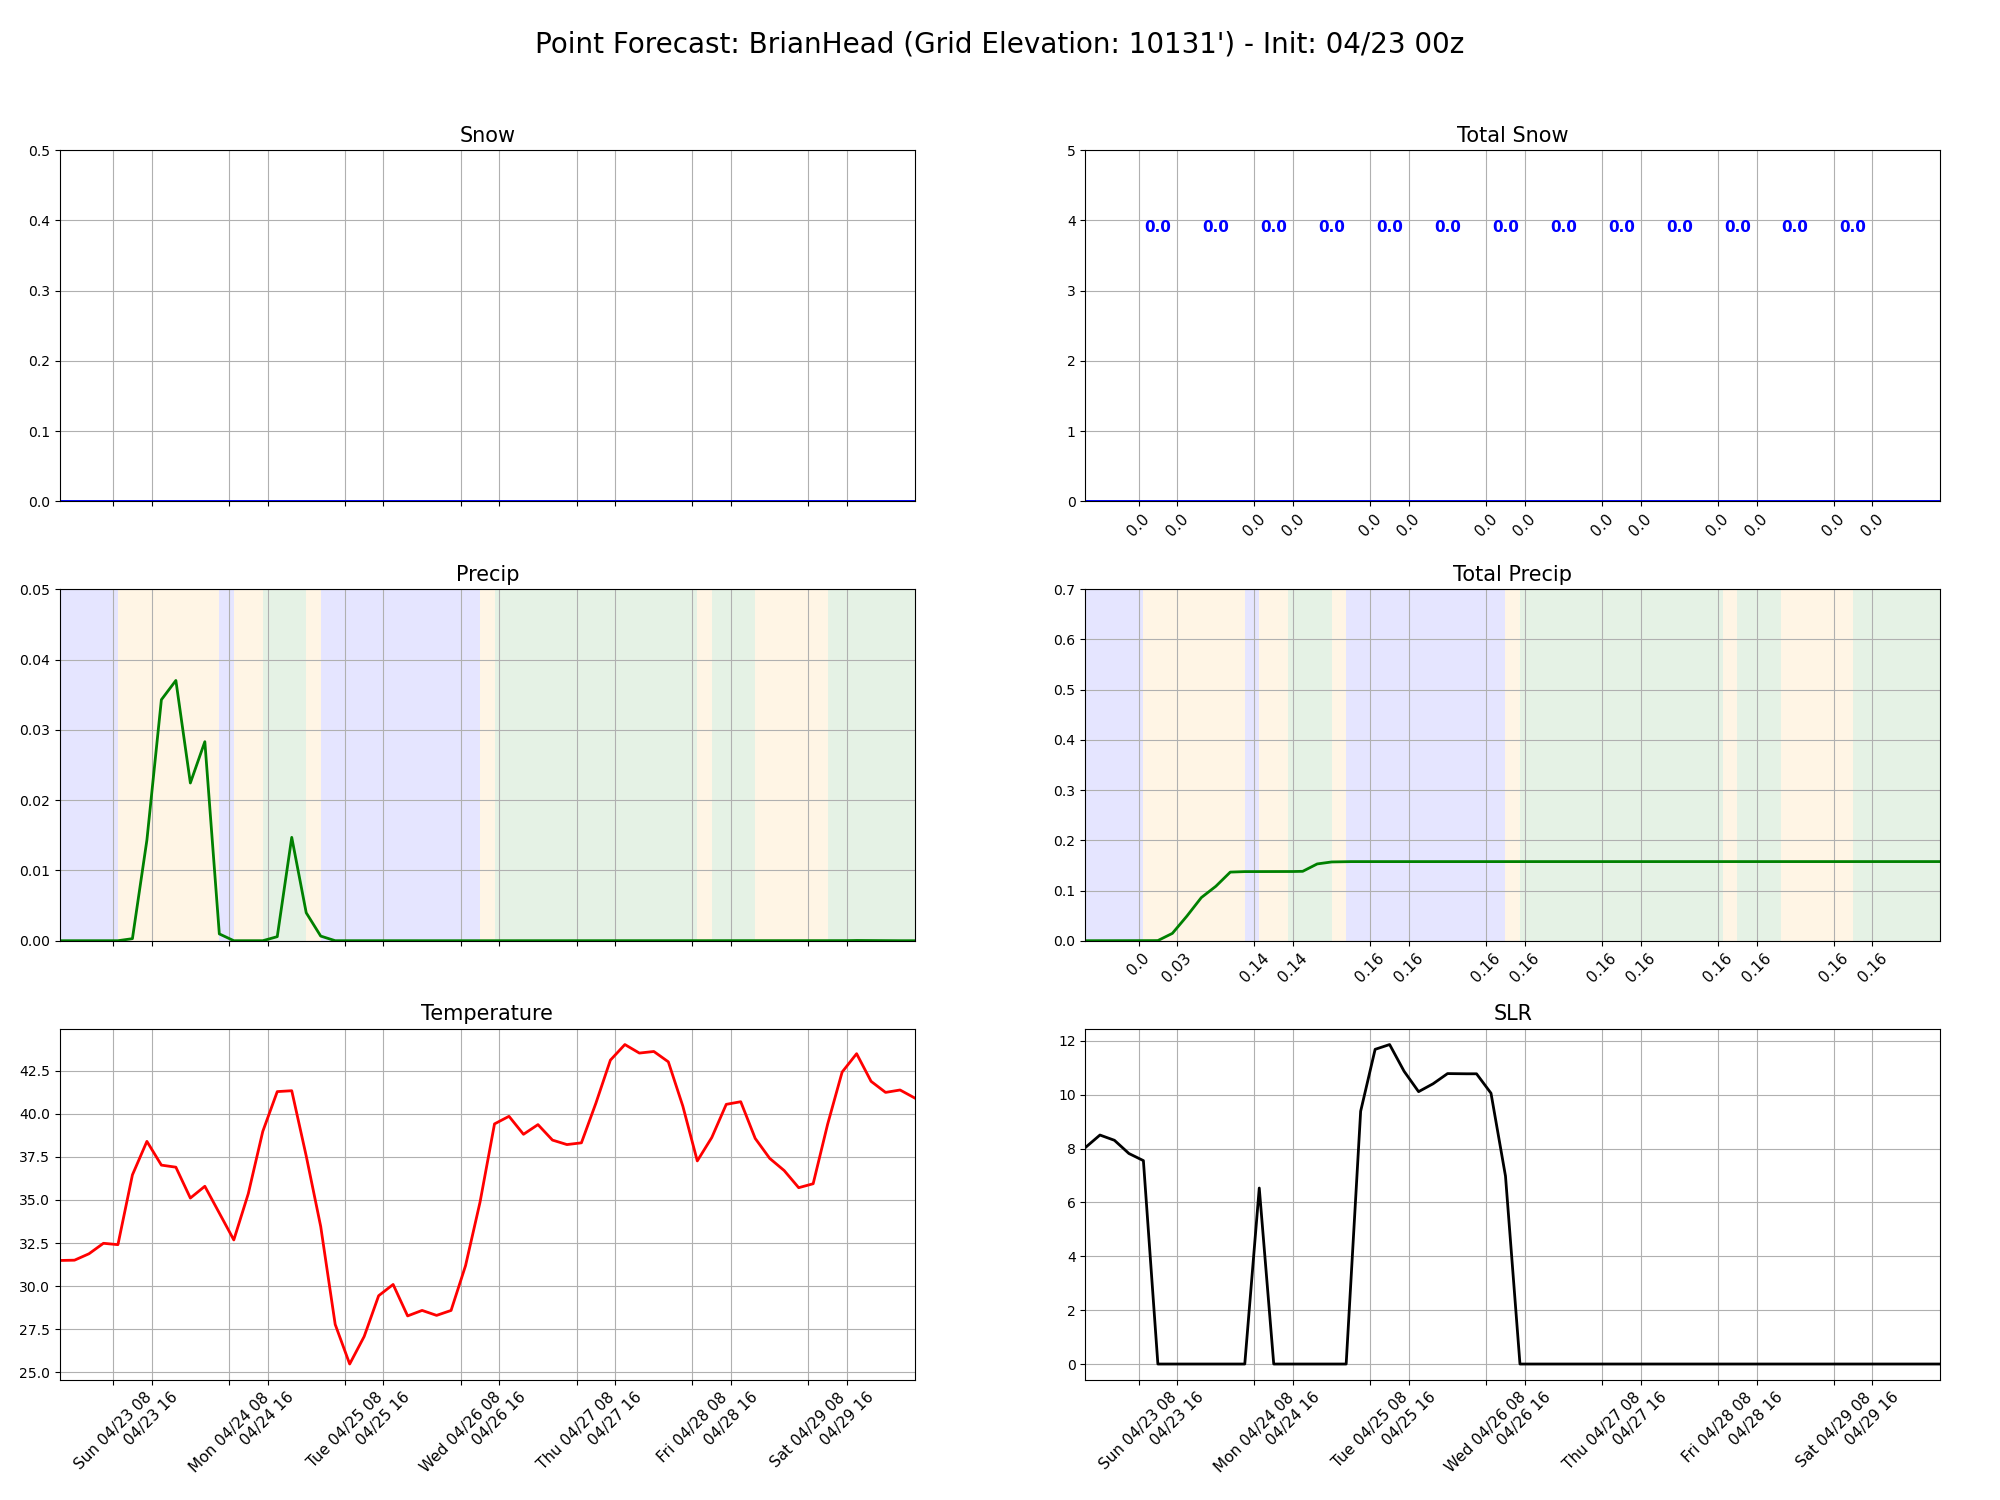 Point Forecast: BrianHead (Grid Elevation: 10131') - Init: 04/23 00z
Snow
0.5
0.4
0.3
0.2
0.1
0.0
Total Snow
5
4
3
2
1
0
0.0 0.0 0.0 0.0 0.0 0.0 0.0 0.0 0.0 0.0 0.0 0.0 0.0
0.0 0.0 0.0 0.0 0.0 0.0 0.0 0.0 0.0 0.0 0.0 0.0 0.0 0.0
Precip
0.05
0.04
0.03
0.02
0.01
0.00
Total Precip
0.7
0.6
0.5
0.4
0.3
0.2
0.1
0.0
0.0 0.03 0.14 0.14 0.16 0.16 0.16 0.16 0.16 0.16 0.16 0.16 0.16 0.16
Temperature
42.5
40.0
37.5
35.0
32.5
30.0
27.5
25.0
Sun 04/23 08
04/23 16
Mon 04/24 08
04/24 16
Tue 04/25 08
04/25 16
Wed 04/26 08
04/26 16
Thu 04/27 08
04/27 16
Fri 04/28 08
04/28 16
Sat 04/29 08
04/29 16
SLR
12
10
8
6
4
2
0
Sun 04/23 08
04/23 16
Mon 04/24 08
04/24 16
Tue 04/25 08
04/25 16
Wed 04/26 08
04/26 16
Thu 04/27 08
04/27 16
Fri 04/28 08
04/28 16
Sat 04/29 08
04/29 16